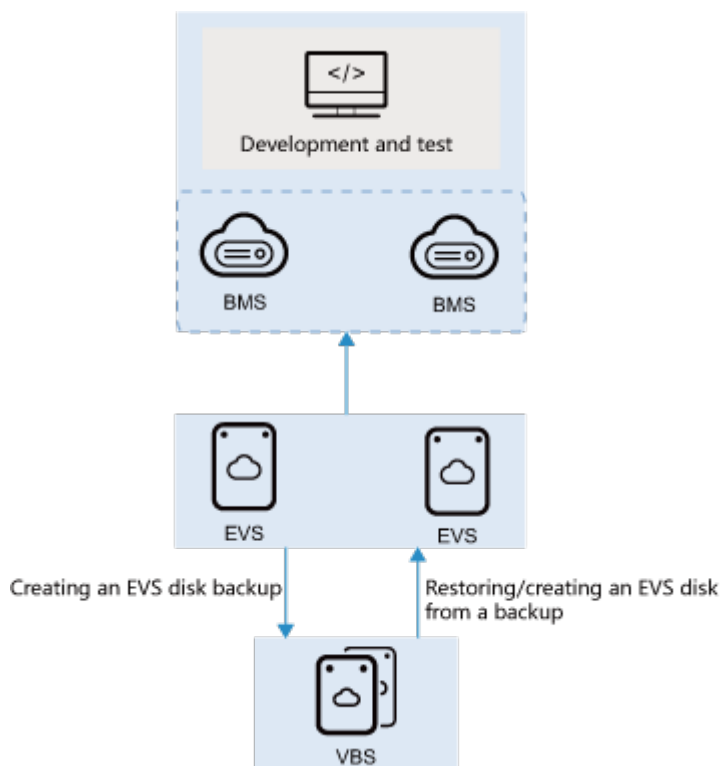 </>
Development and test
BMS
BMS
EVS
EVS
Creating an EVS disk backup
Restoring/creating an EVS disk
from a backup
VBS